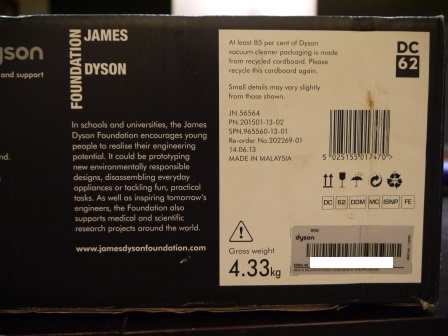 dyson
and support
FOUNDATION
JAMES
DYSON
In schools and universities, the James
Dyson Foundation encourages young
people to realise their engineering
potential. It could be prototyping
new environmentally responsible
designs, disassembling everyday
appliances or tackling fun, practical
tasks. As well as inspiring tomorrow's
engineers, the Foundation also
supports medical and scientific
research projects around the world.
www.jamesdysonfoundation.com
At least 85 per cent of Dyson
vacuum cleaner packaging is made
from recycled cardboard. Please
recycle this cardboard again.
Small details may vary slightly
from those shown.
JN.56564
PN.201501-13-02
SPN.965560-13-01
Re-order No.202269-01
14.06.13
MADE IN MALAYSIA
DC
62
5 025155 017470
DC 62 DDM MC ISINP FE
Gross weight
4.33kg
dyson